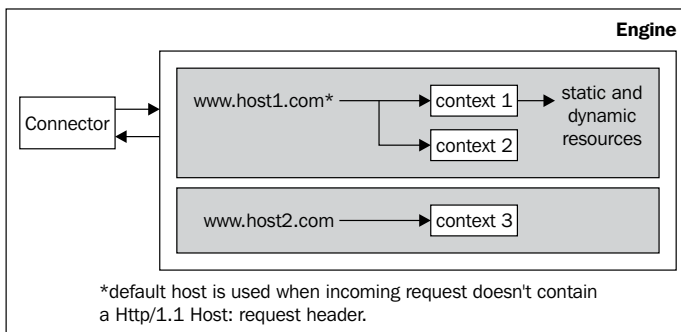 Engine
Connector
www.host1.com*
context 1
static and
dynamic
resources
context 2
www.host2.com
context 3
*default host is used when incoming request doesn't contain
a Http/1.1 Host: request header.